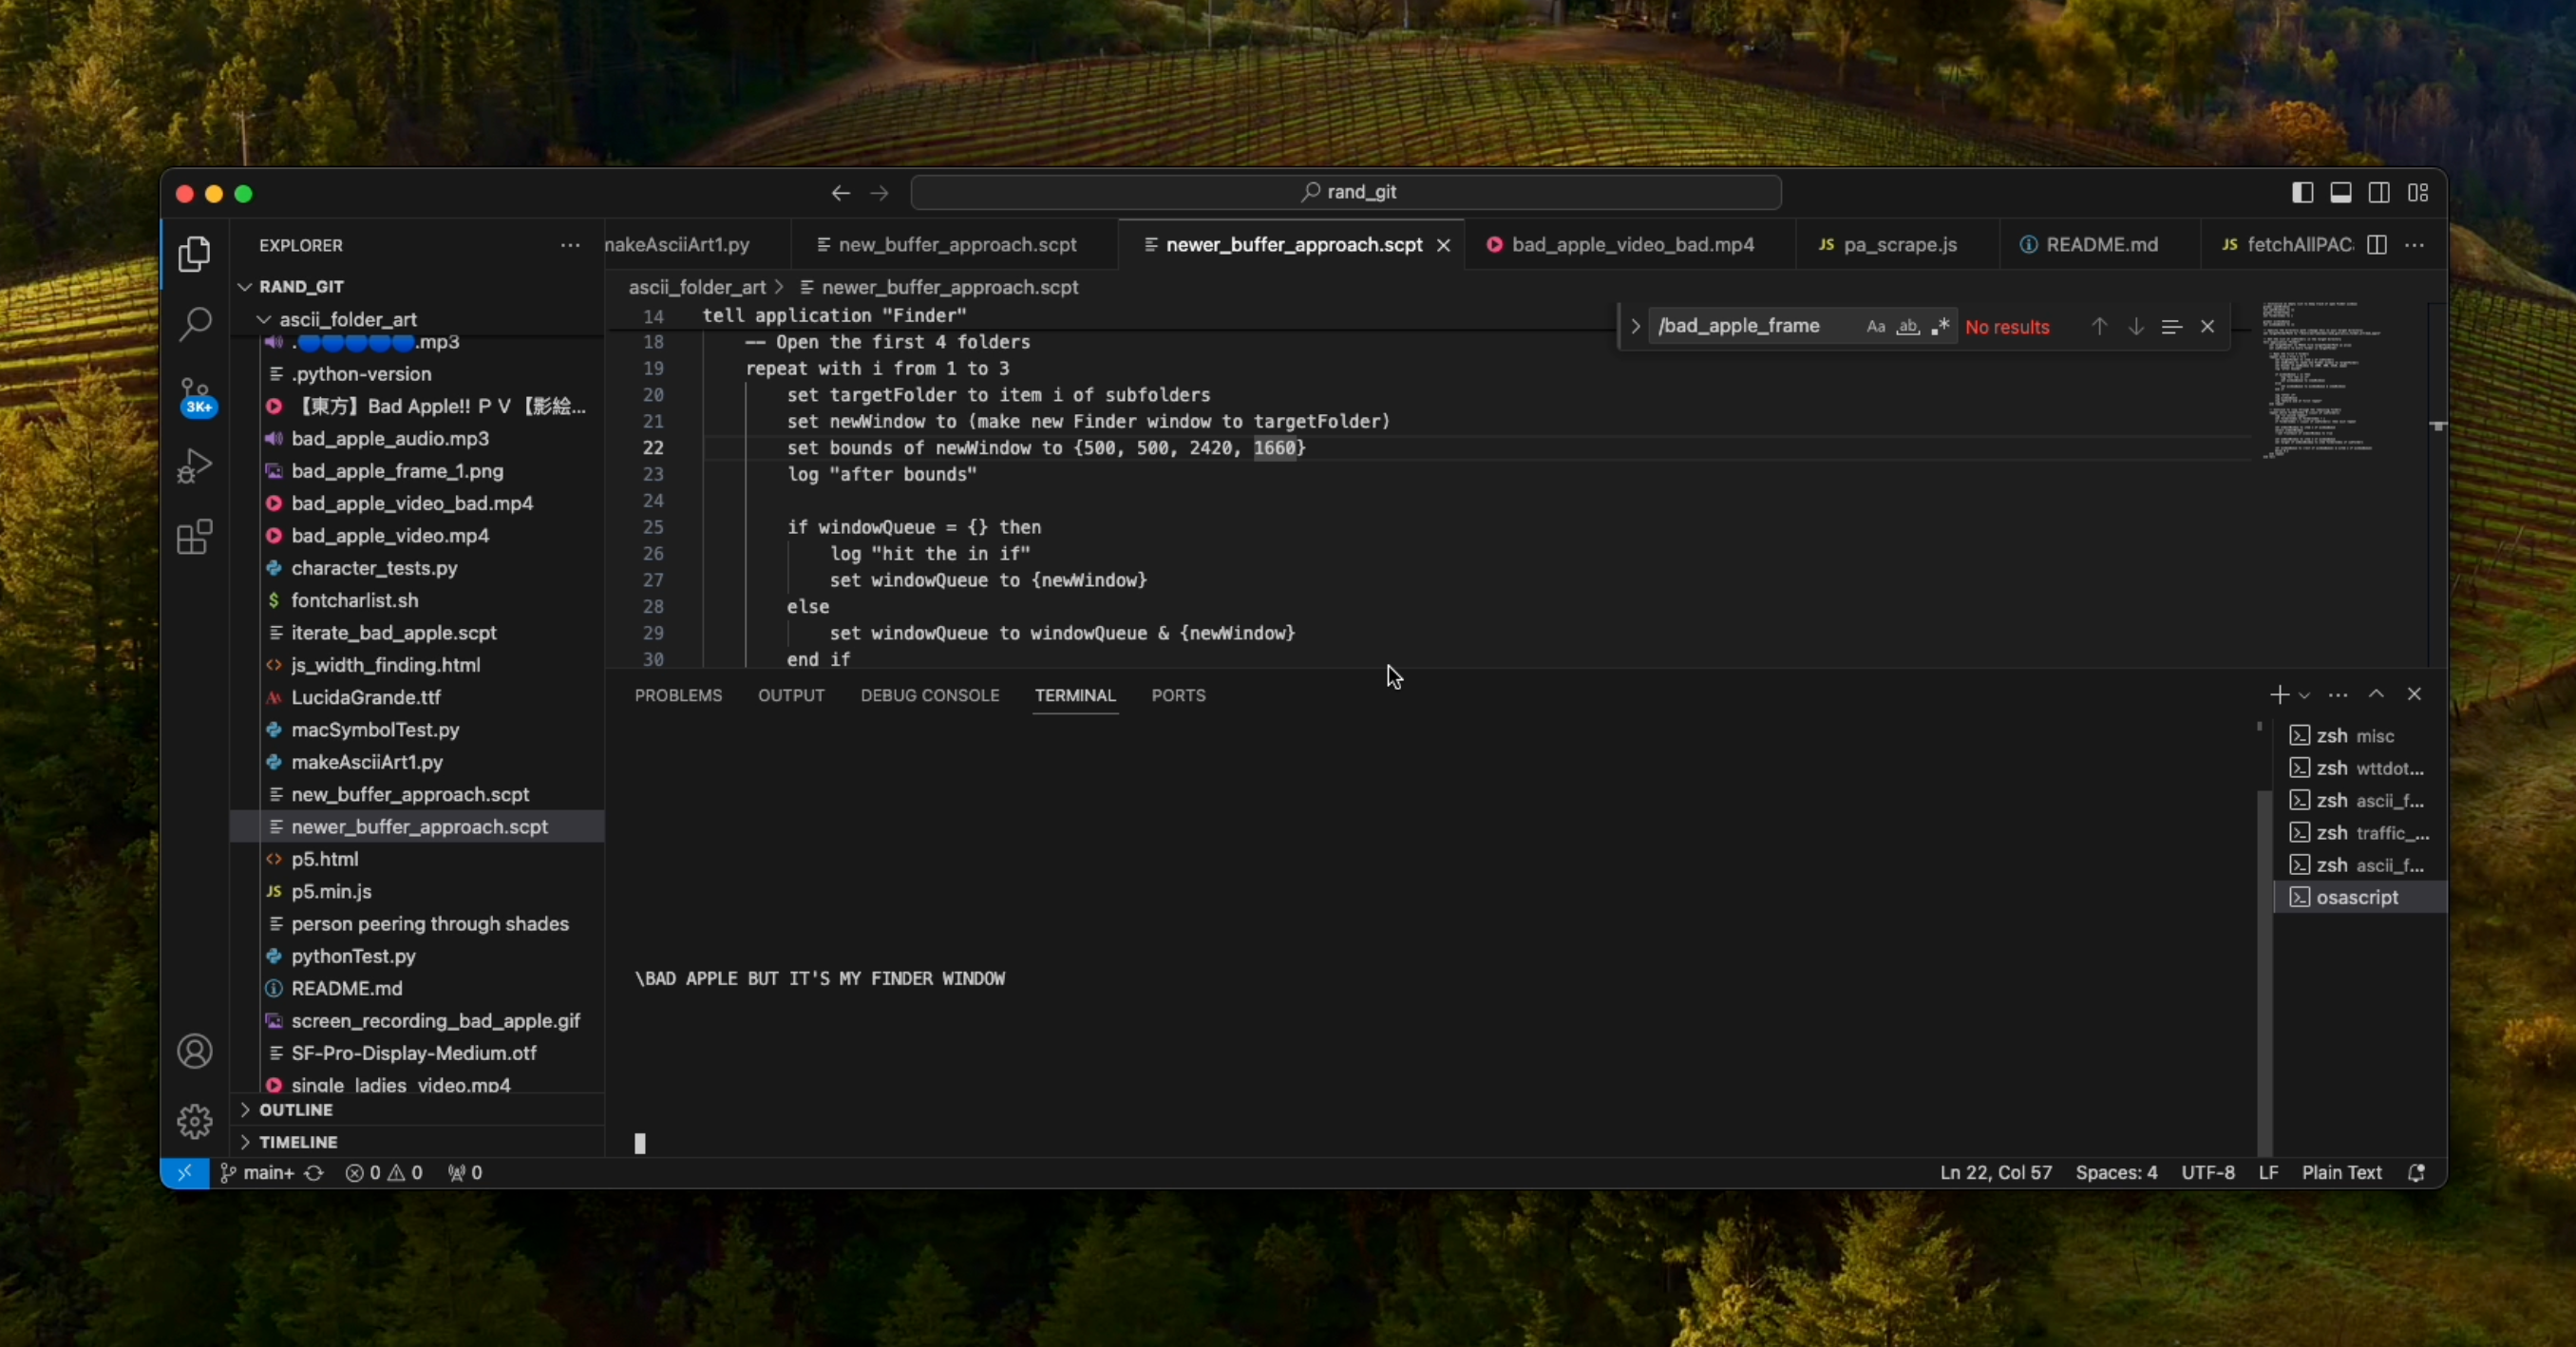 rand_git
EXPLORER
makeAsciiArt1.py
new_buffer_approach.scpt
newer_buffer_approach.scpt
bad_apple_video_bad.mp4
JS pa_scrape.js
README.md
JS fetchAllPAC
RAND_GIT
ascii_folder_art
.🔵🔵🔵🔵🔵.mp3
.python-version
【東方】Bad Apple!! ＰＶ【影絵...
bad_apple_audio.mp3
bad_apple_frame_1.png
bad_apple_video_bad.mp4
bad_apple_video.mp4
character_tests.py
$ fontcharlist.sh
iterate_bad_apple.scpt
js_width_finding.html
LucidaGrande.ttf
macSymbolTest.py
makeAsciiArt1.py
new_buffer_approach.scpt
newer_buffer_approach.scpt
p5.html
JS p5.min.js
person peering through shades
pythonTest.py
README.md
screen_recording_bad_apple.gif
SF-Pro-Display-Medium.otf
single_ladies_video.mp4
OUTLINE
TIMELINE
3K+
ascii_folder_art > newer_buffer_approach.scpt
/bad_apple_frame Aa ab .* No results
14 tell application "Finder"
18 -- Open the first 4 folders
19 repeat with i from 1 to 3
20 set targetFolder to item i of subfolders
21 set newWindow to (make new Finder window to targetFolder)
22 set bounds of newWindow to {500, 500, 2420, 1660}
23 log "after bounds"
24
25 if windowQueue = {} then
26 log "hit the in if"
27 set windowQueue to {newWindow}
28 else
29 set windowQueue to windowQueue & {newWindow}
30 end if
PROBLEMS OUTPUT DEBUG CONSOLE TERMINAL PORTS
\BAD APPLE BUT IT'S MY FINDER WINDOW
zsh misc
zsh wttdot...
zsh ascii_f...
zsh traffic_...
zsh ascii_f...
osascript
main+ 0 0 0
Ln 22, Col 57 Spaces: 4 UTF-8 LF Plain Text